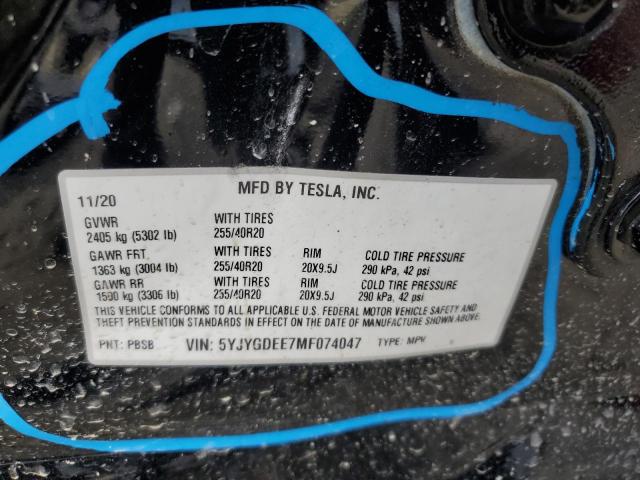 MFD BY TESLA, INC.
11/20
GVWR WITH TIRES
2405 kg (5302 lb) 255/40R20
GAWR FRT WITH TIRES RIM COLD TIRE PRESSURE
1363 kg (3004 lb) 255/40R20 20X9.5J 290 kPa, 42 psi
GAWR RR WITH TIRES RIM COLD TIRE PRESSURE
1500 kg (3306 lb) 255/40R20 20X9.5J 290 kPa, 42 psi
THIS VEHICLE CONFORMS TO ALL APPLICABLE U.S. FEDERAL MOTOR VEHICLE SAFETY AND
THEFT PREVENTION STANDARDS IN EFFECT ON THE DATE OF MANUFACTURE SHOWN ABOVE.
PNT: PBSB VIN: 5YJYGDEE7MF074047 TYPE: MPV